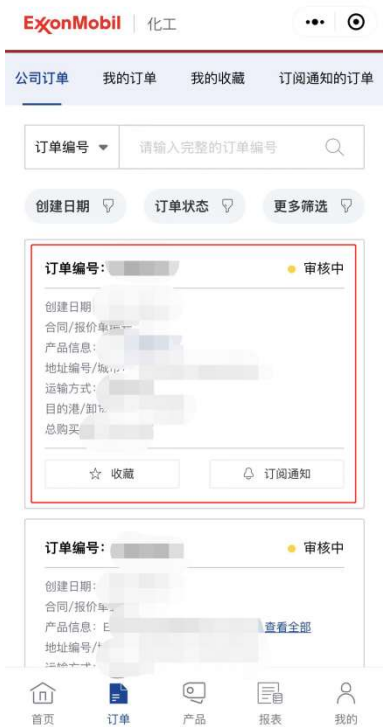 ExxonMobil 化工
公司订单 我的订单 我的收藏 订阅通知的订单
订单编号 请输入完整的订单编号
创建日期 订单状态 更多筛选
订单编号: 审核中
创建日期
合同/报价单
产品信息:
地址编号/城市:
运输方式:
目的港/卸
总购买
收藏 订阅通知
订单编号: 审核中
创建日期:
合同/报价单
产品信息: E 查看全部
地址编号/
运输方式:
首页 订单 产品 报表 我的